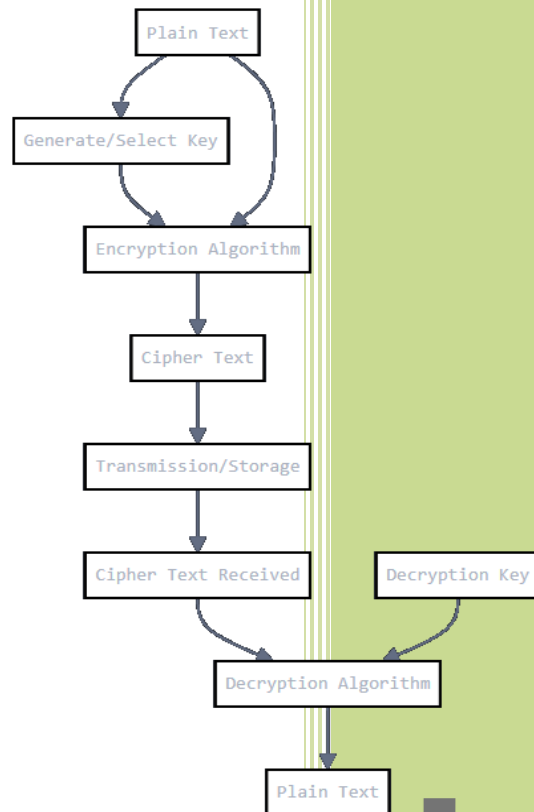 Plain Text
Generate/Select Key
Encryption Algorithm
Cipher Text
Transmission/Storage
Cipher Text Received
Decryption Key
Decryption Algorithm
Plain Text